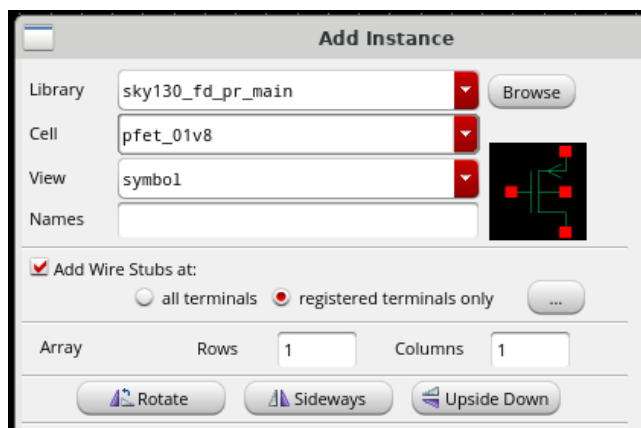 Add Instance
Library sky130_fd_pr_main Browse
Cell pfet_01v8
View symbol
Names
Add Wire Stubs at:
all terminals registered terminals only ...
Array Rows 1 Columns 1
Rotate Sideways Upside Down